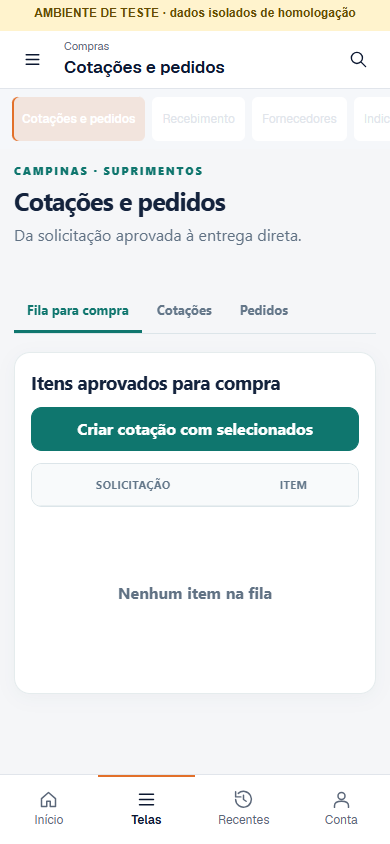 AMBIENTE DE TESTE · dados isolados de homologação
Compras
Cotações e pedidos
Cotações e pedidos
Recebimento
Fornecedores
CAMPINAS · SUPRIMENTOS
Cotações e pedidos
Da solicitação aprovada à entrega direta.
Fila para compra
Cotações
Pedidos
Itens aprovados para compra
Criar cotação com selecionados
SOLICITAÇÃO
ITEM
Nenhum item na fila
Início
Telas
Recentes
Conta